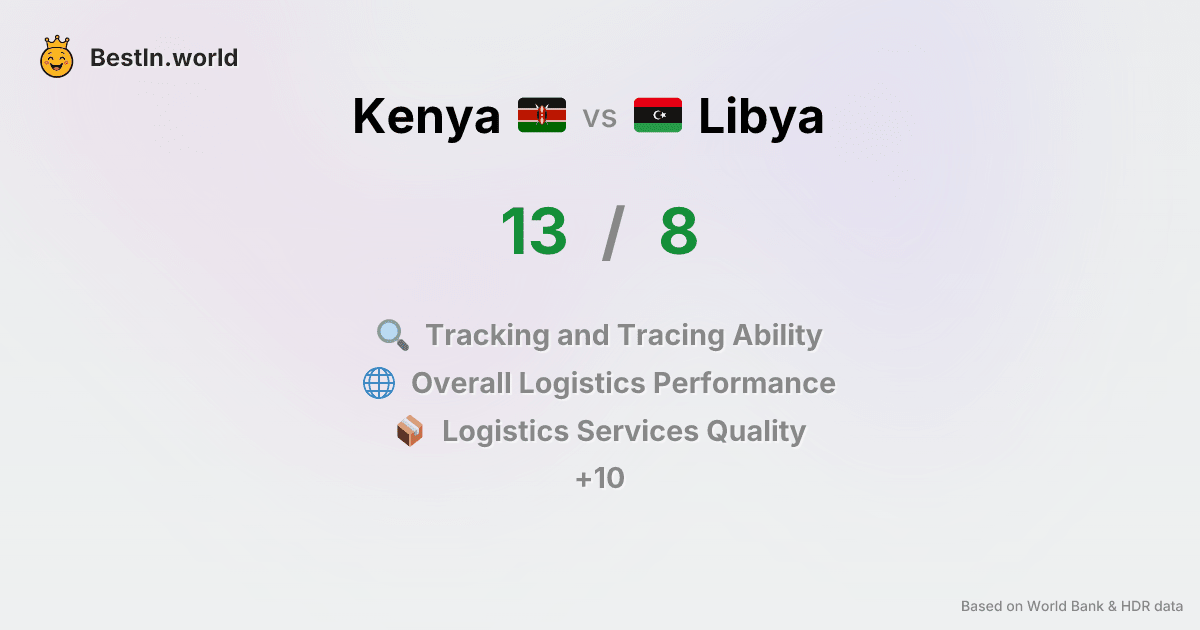 BestIn.world
Kenya vs Libya
13 / 8
Tracking and Tracing Ability
Overall Logistics Performance
Logistics Services Quality
+10
Based on World Bank & HDR data